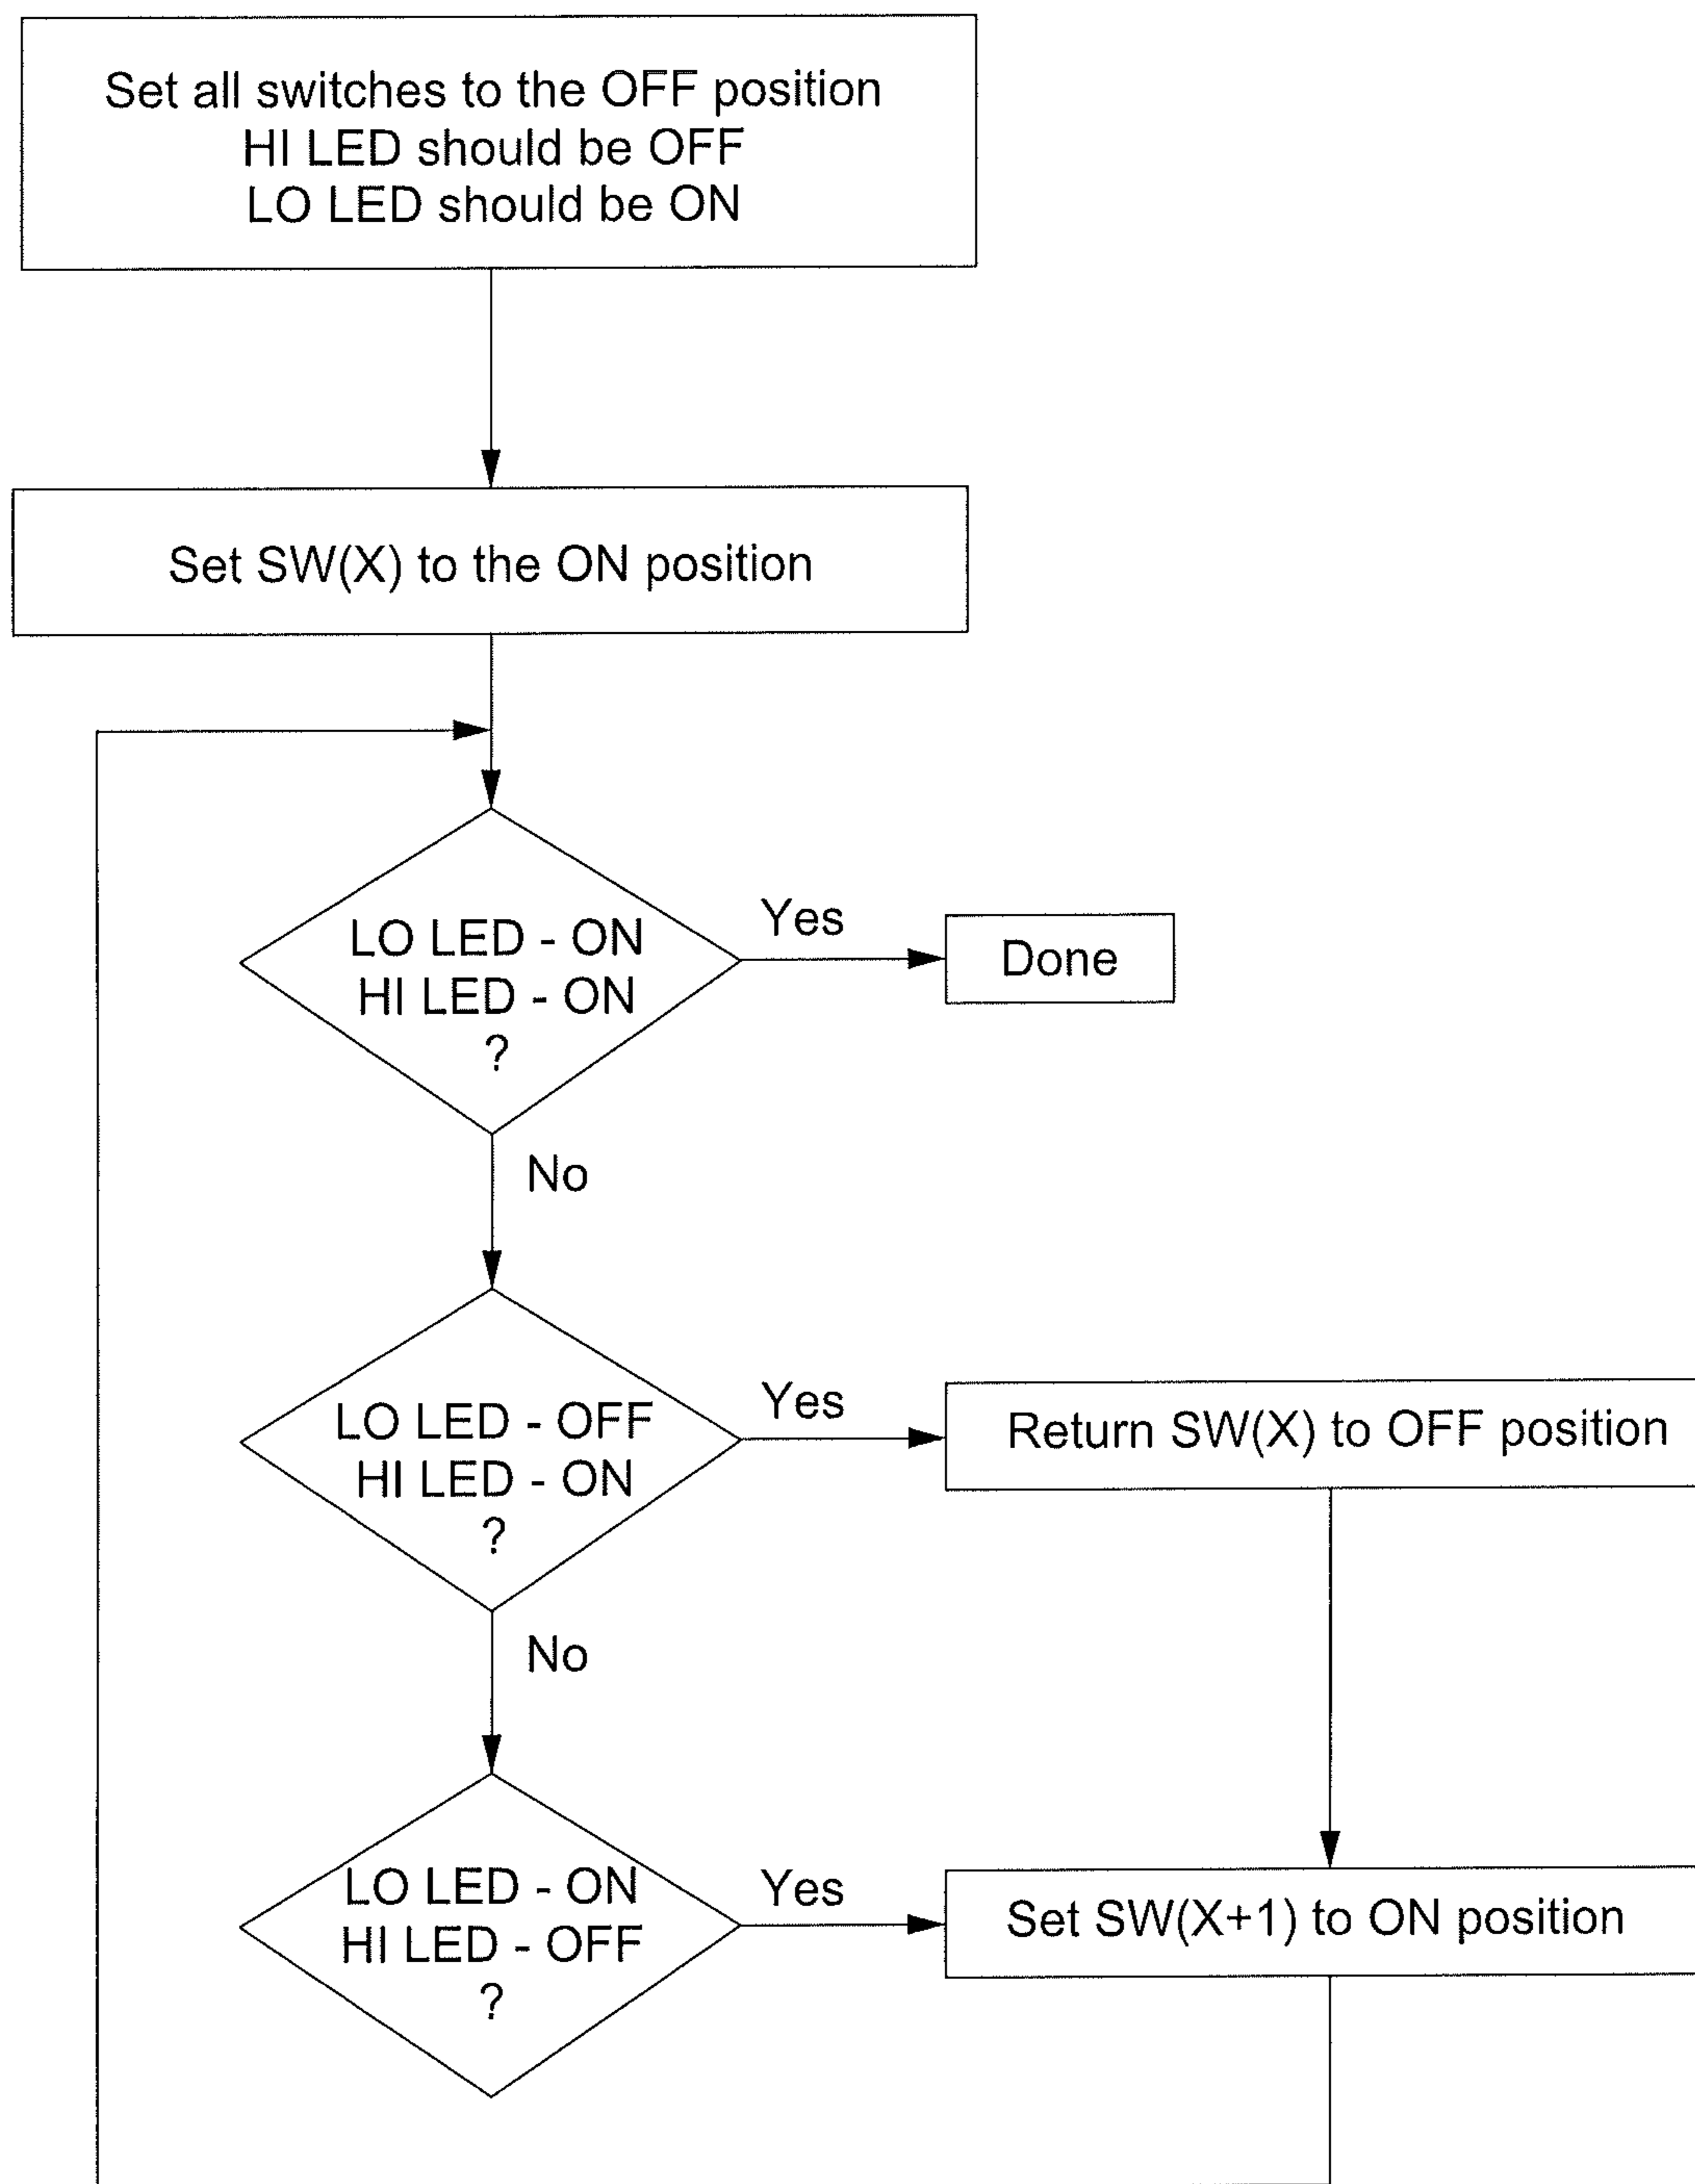 Set all switches to the OFF position
HI LED should be OFF
LO LED should be ON
Set SW(X) to the ON position
LO LED - ON
HI LED - ON
?
Yes
Done
No
LO LED - OFF
HI LED - ON
?
Yes
Return SW(X) to OFF position
No
LO LED - ON
HI LED - OFF
?
Yes
Set SW(X+1) to ON position